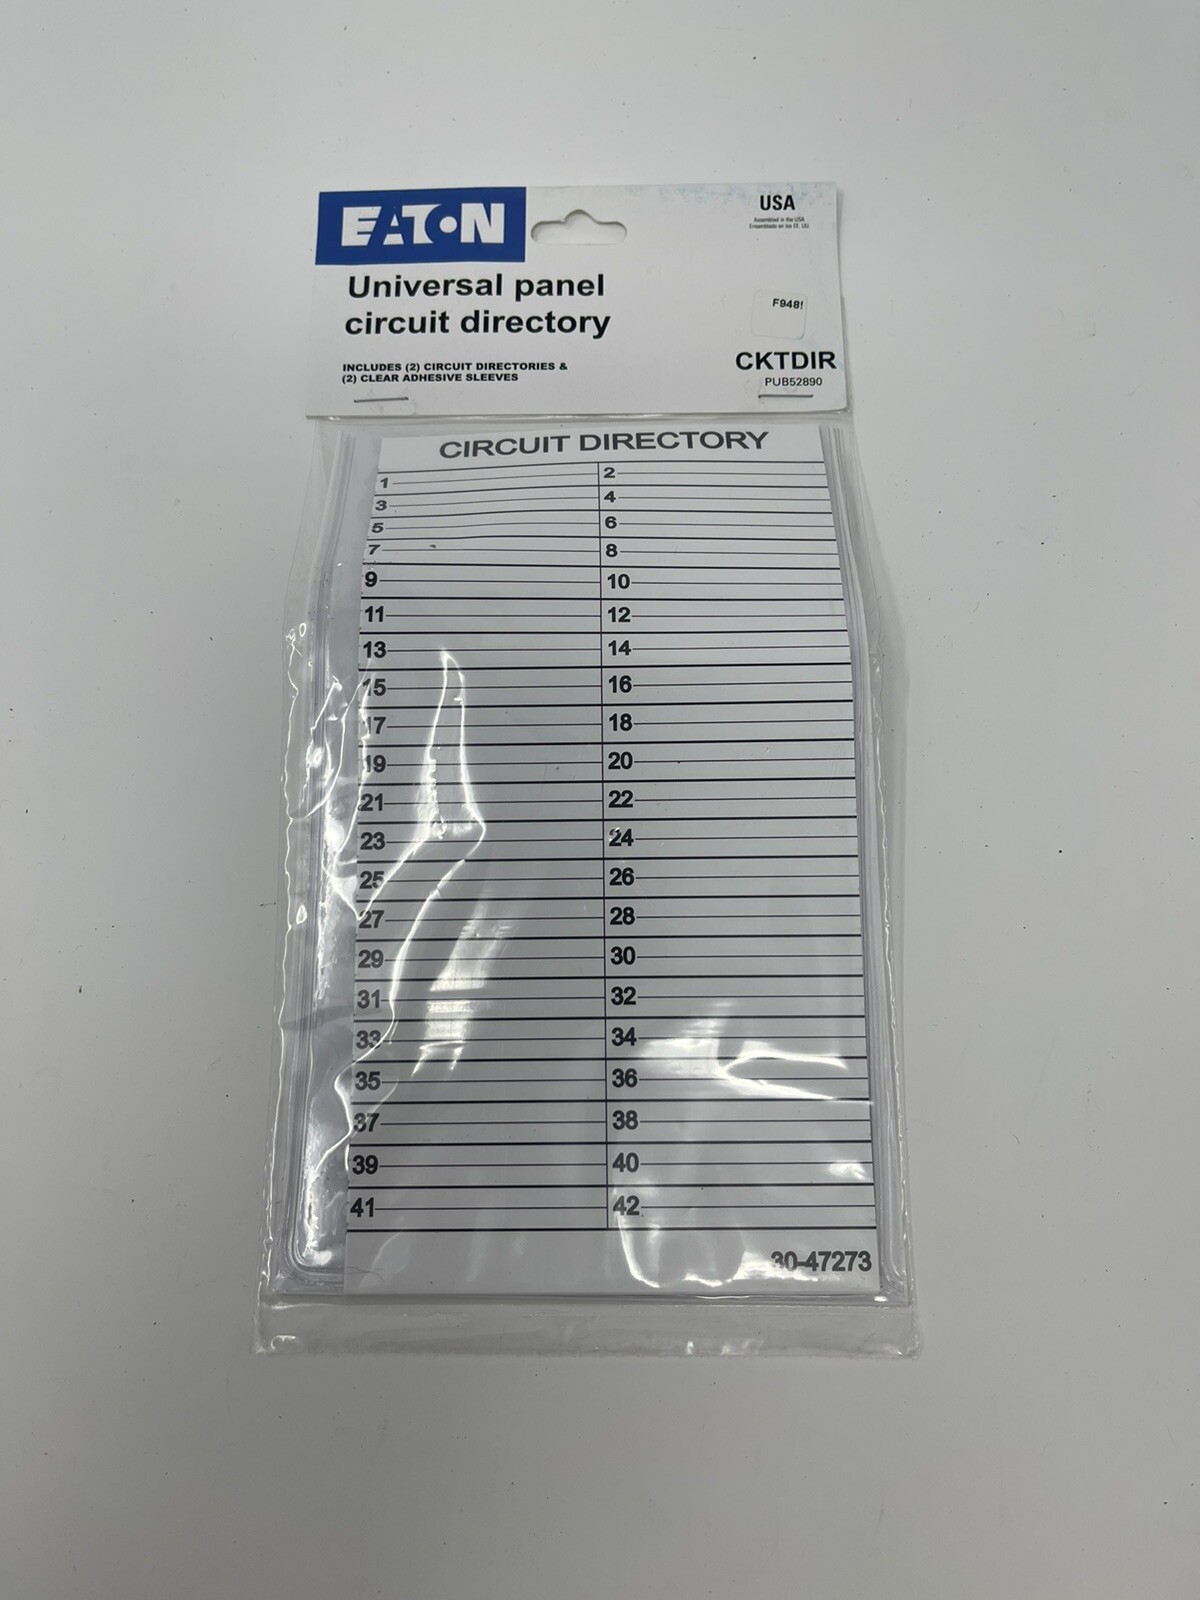 EATON
USA
Assembled in the USA
Ensamblado en los EE. UU.
Universal panel
circuit directory
F948!
INCLUDES (2) CIRCUIT DIRECTORIES &
(2) CLEAR ADHESIVE SLEEVES
CKTDIR
PUB52890
CIRCUIT DIRECTORY
1 2
3 4
5 6
7 8
9 10
11 12
13 14
15 16
17 18
19 20
21 22
23 24
25 26
27 28
29 30
31 32
33 34
35 36
37 38
39 40
41 42
30-47273